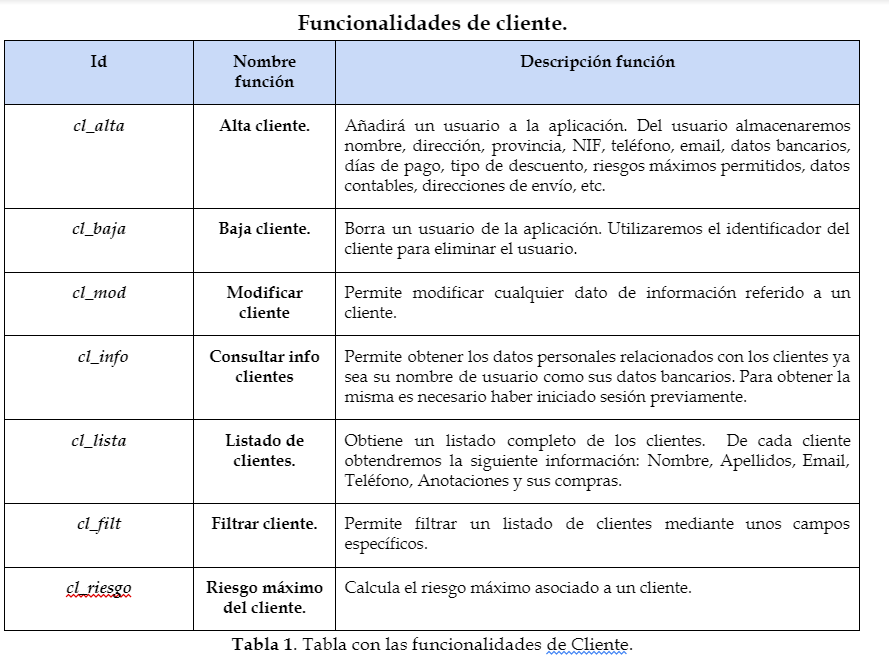 Funcionalidades de cliente.
Id
Nombre
función
Descripción función
cl_alta
Alta cliente.
Añadirá un usuario a la aplicación. Del usuario almacenaremos
nombre, dirección, provincia, NIF, teléfono, email, datos bancarios,
días de pago, tipo de descuento, riesgos máximos permitidos, datos
contables, direcciones de envío, etc.
cl_baja
Baja cliente.
Borra un usuario de la aplicación. Utilizaremos el identificador del
cliente para eliminar el usuario.
cl_mod
Modificar
cliente
Permite modificar cualquier dato de información referido a un
cliente.
cl_info
Consultar info
clientes
Permite obtener los datos personales relacionados con los clientes ya
sea su nombre de usuario como sus datos bancarios. Para obtener la
misma es necesario haber iniciado sesión previamente.
cl_lista
Listado de
clientes.
Obtiene un listado completo de los clientes. De cada cliente
obtendremos la siguiente información: Nombre, Apellidos, Email,
Teléfono, Anotaciones y sus compras.
cl_filt
Filtrar cliente.
Permite filtrar un listado de clientes mediante unos campos
específicos.
cl_riesgo
Riesgo máximo
del cliente.
Calcula el riesgo máximo asociado a un cliente.
Tabla 1. Tabla con las funcionalidades de Cliente.